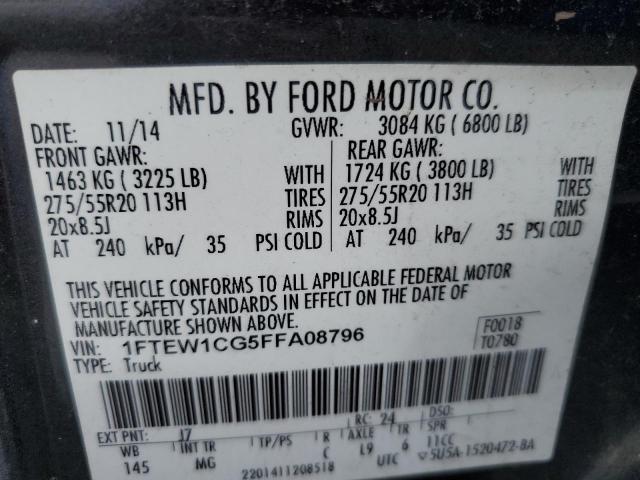 MFD. BY FORD MOTOR CO.
DATE: 11/14 GVWR: 3084 KG ( 6800 LB)
FRONT GAWR: REAR GAWR:
1463 KG ( 3225 LB) WITH 1724 KG ( 3800 LB) WITH
275/55R20 113H TIRES 275/55R20 113H TIRES
20x8.5J RIMS 20x8.5J RIMS
AT 240 kPa/ 35 PSI COLD AT 240 kPa/ 35 PSI COLD
THIS VEHICLE CONFORMS TO ALL APPLICABLE FEDERAL MOTOR
VEHICLE SAFETY STANDARDS IN EFFECT ON THE DATE OF
MANUFACTURE SHOWN ABOVE.
VIN: 1FTEW1CG5FFA08796 F0018
TYPE: Truck T0780
EXT PNT: J7 RC: 24 DSO:
WB INT TR TP/PS R AXLE TR SPR
145 MG C L9 6 11CC
2201411208518 UTC 5U5A-1520472-BA